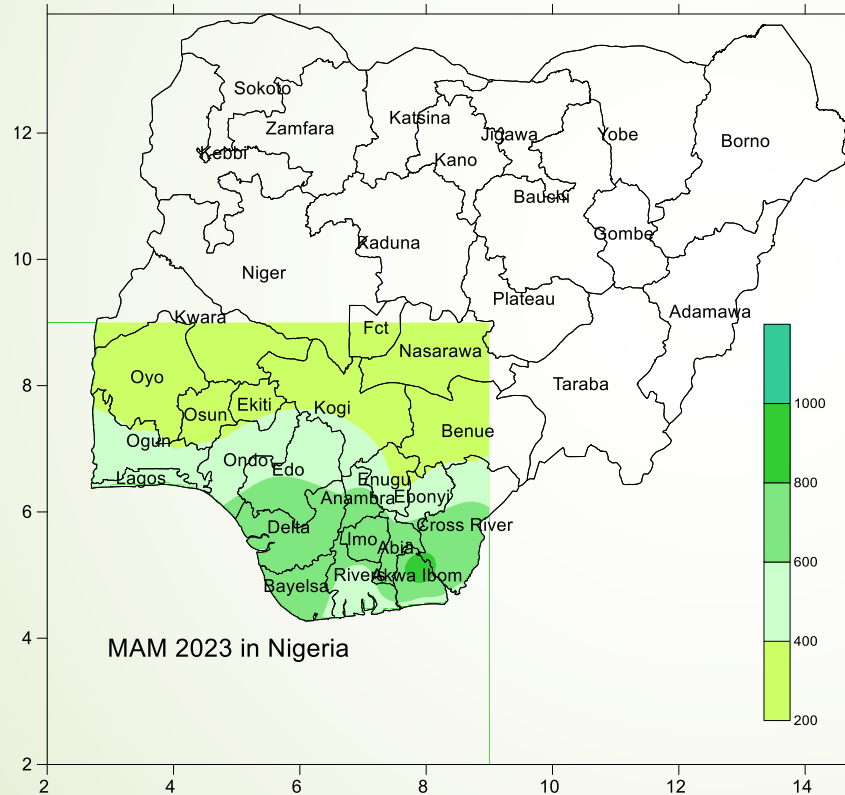 Sokoto
Katsina
Zamfara
12
Jigawa
Yobe
Borno
Kebbi
Kano
Bauchi
Gombe
Kaduna
10
Niger
Plateau
Adamawa
Kwara
Fct
Nasarawa
Oyo
Taraba
8
Ekiti
Kogi
Osun
1000
Benue
Ogun
Ondo
Edo
Lagos
Enugu
800
Anambra
Ebonyi
6
Delta
Cross River
Imo
Abia
600
Rivers
Akwa Ibom
Bayelsa
4
MAM 2023 in Nigeria
400
200
2
2
4
6
8
10
12
14